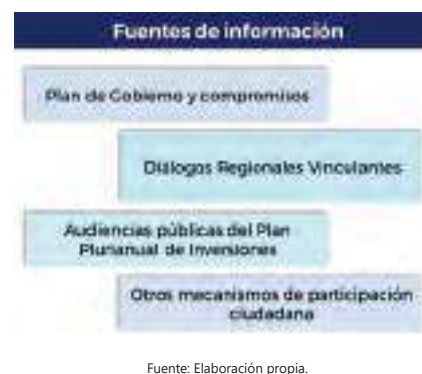 Fuentes de información
Plan de Gobierno y compromisos
Diálogos Regionales Vinculantes
Audiencias públicas del Plan
Plurianual de Inversiones
Otros mecanismos de participación
ciudadana
Fuente: Elaboración propia.